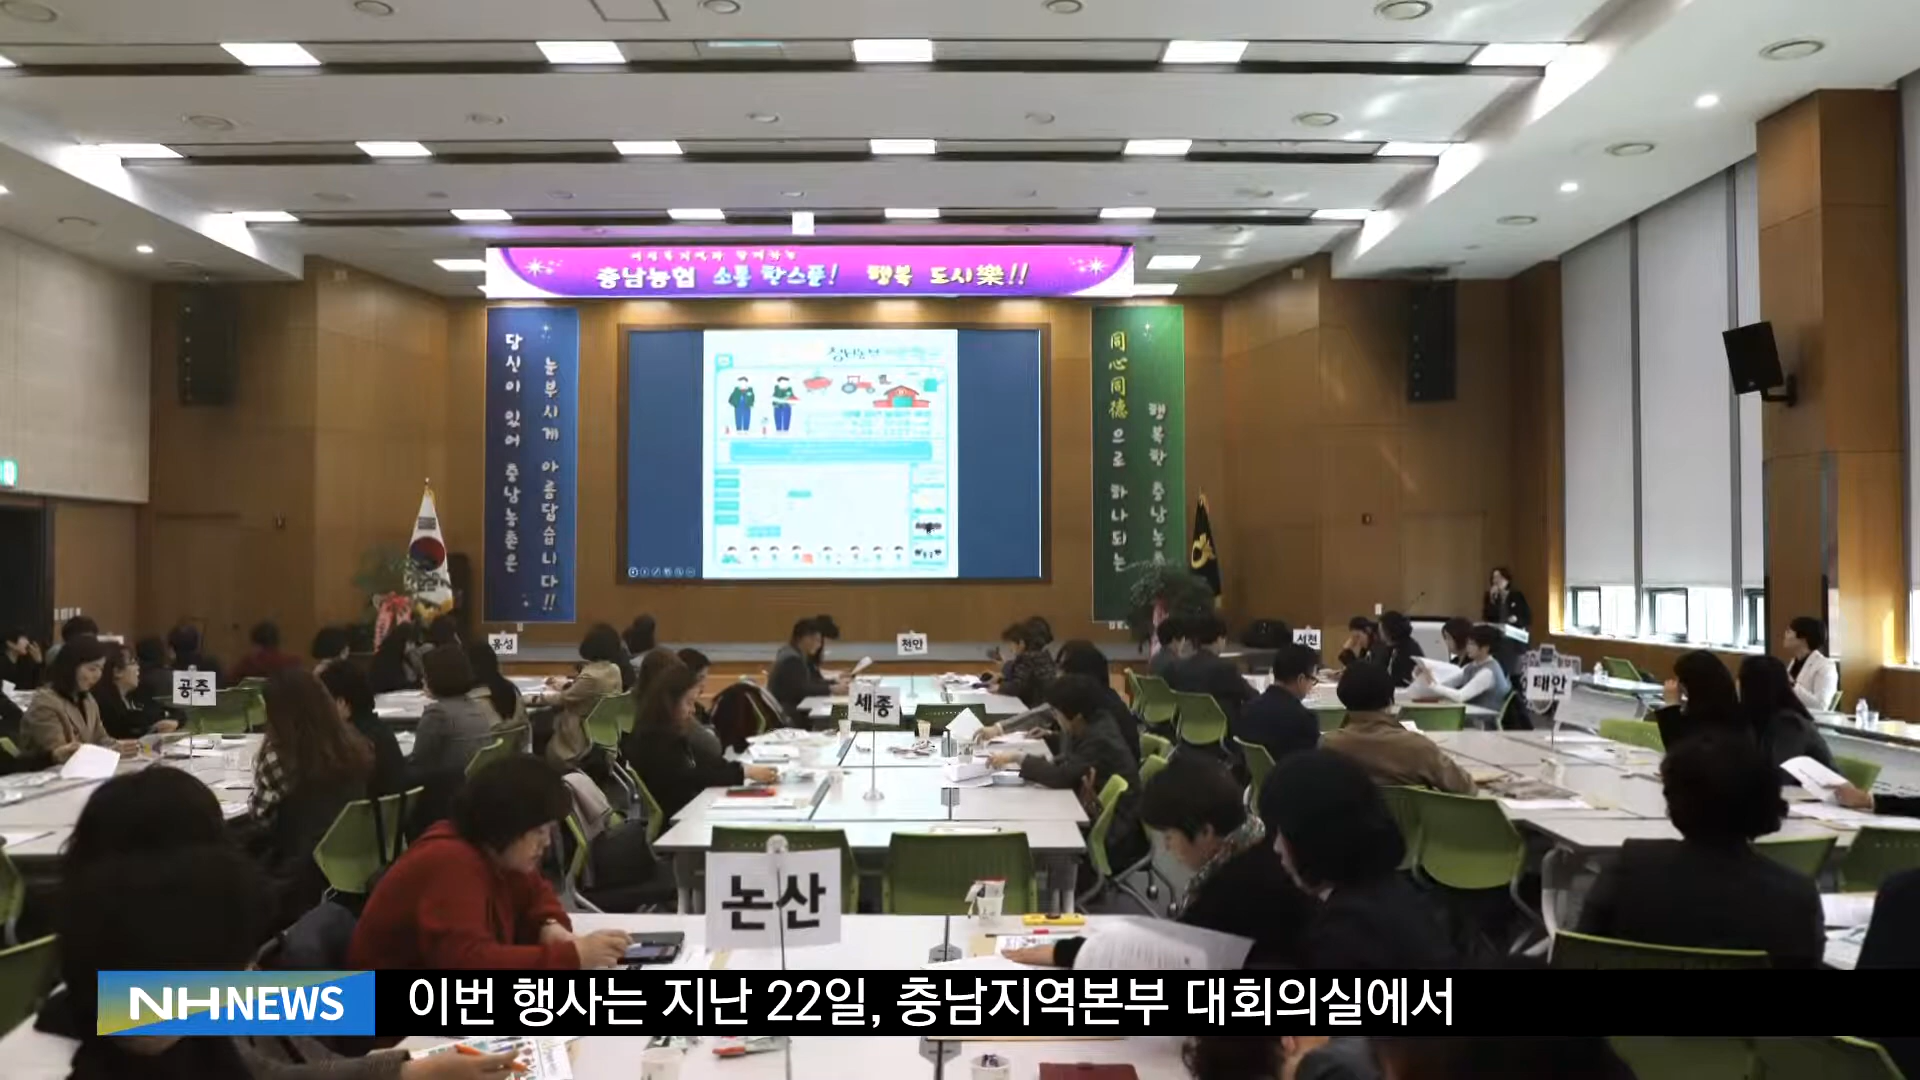 충남농협 소통 한스푼! 행복 도시樂!!
당신이 있어 충남농촌은
눈부시게 아름답습니다!!
同心同德으로 하나되는
행복한 충남농
홍성
천안
서천
공주
세종
태안
논산
NHNEWS
이번 행사는 지난 22일, 충남지역본부 대회의실에서